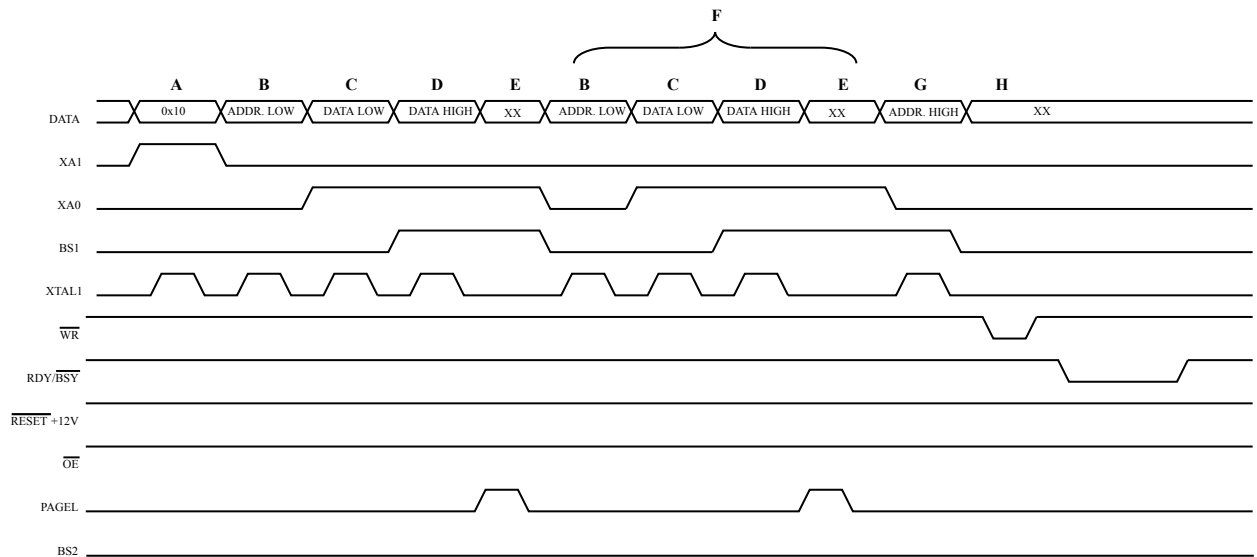 F
A B C D E B C D E G H
DATA 0x10 ADDR. LOW DATA LOW DATA HIGH XX ADDR. LOW DATA LOW DATA HIGH XX ADDR. HIGH XX
XA1
XA0
BS1
XTAL1
WR
RDY/BSY
RESET +12V
OE
PAGEL
BS2